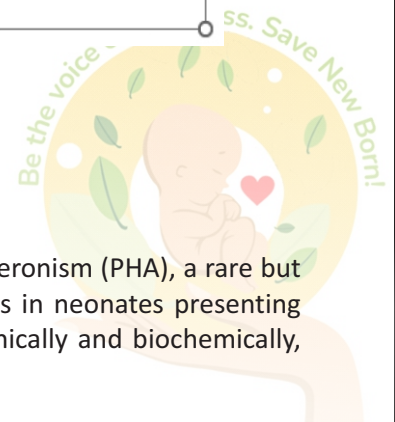 Be the voice
ss. Save New Born!
eronism (PHA), a rare but
s in neonates presenting
nically and biochemically,